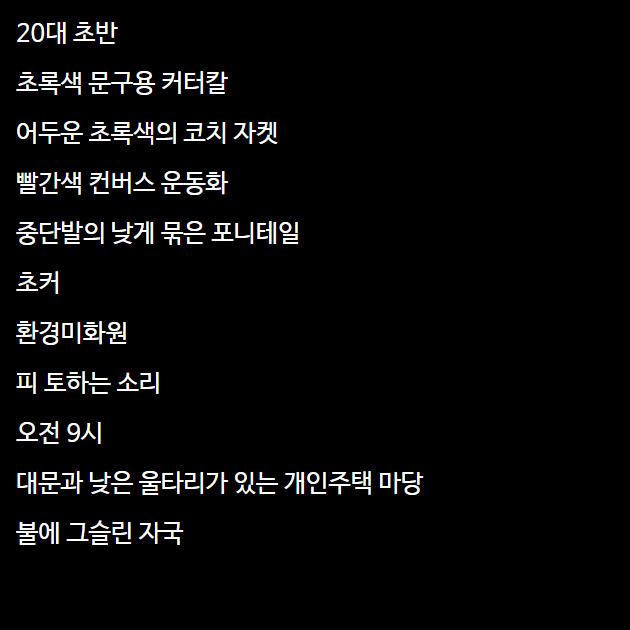 20대 초반
초록색 문구용 커터칼
어두운 초록색의 코치 자켓
빨간색 컨버스 운동화
중단발의 낮게 묶은 포니테일
초커
환경미화원
피 토하는 소리
오전 9시
대문과 낮은 울타리가 있는 개인주택 마당
불에 그슬린 자국